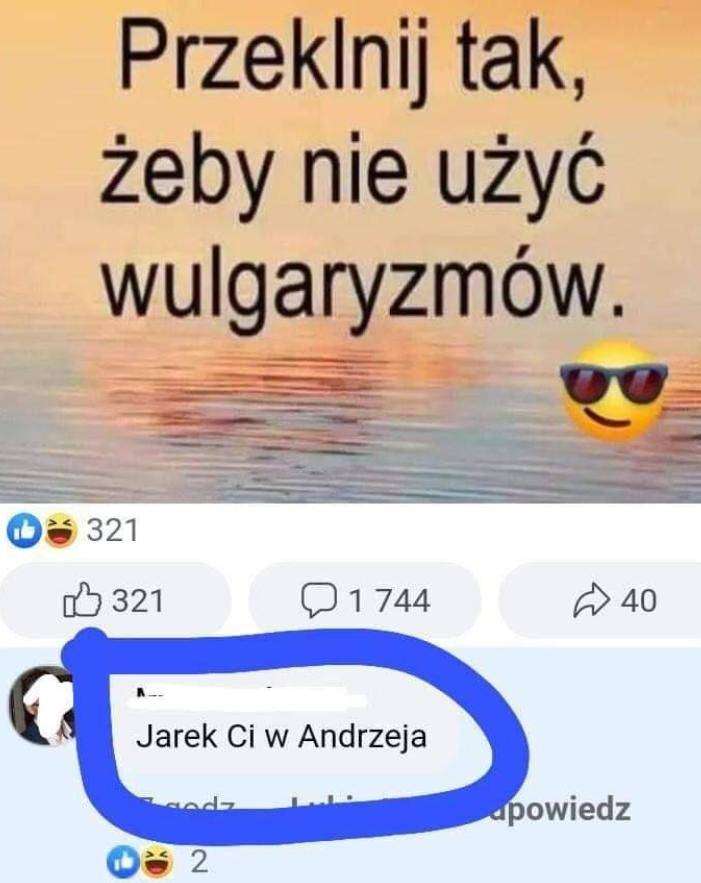 Przeklnij tak,
żeby nie użyć
wulgaryzmów.
321
321
1 744
40
Jarek Ci w Andrzeja
2